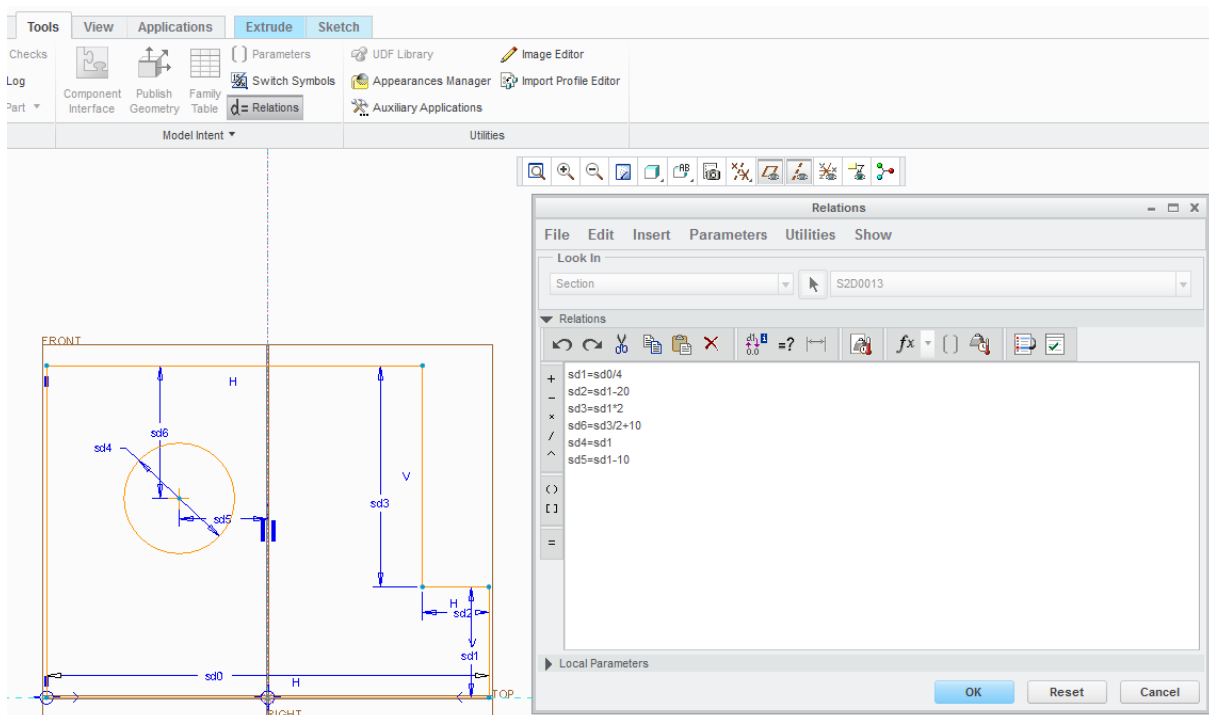 Tools View Applications Extrude Sketch
Checks
Log
Part
Component Interface
Publish Geometry
Family Table
[ ] Parameters
Switch Symbols
d= Relations
UDF Library
Appearances Manager
Auxiliary Applications
Image Editor
Import Profile Editor
Model Intent
Utilities
Relations
File Edit Insert Parameters Utilities Show
Look In
Section
S2D0013
Relations
=?
fx
sd1=sd0/4
sd2=sd1-20
sd3=sd1*2
sd6=sd3/2+10
sd4=sd1
sd5=sd1-10
+
-
×
/
^
()
[]
=
Local Parameters
OK Reset Cancel
FRONT
H
sd6
sd4
V
sd3
sd5
H
sd2
V
sd1
sd0
H
TOP
RIGHT